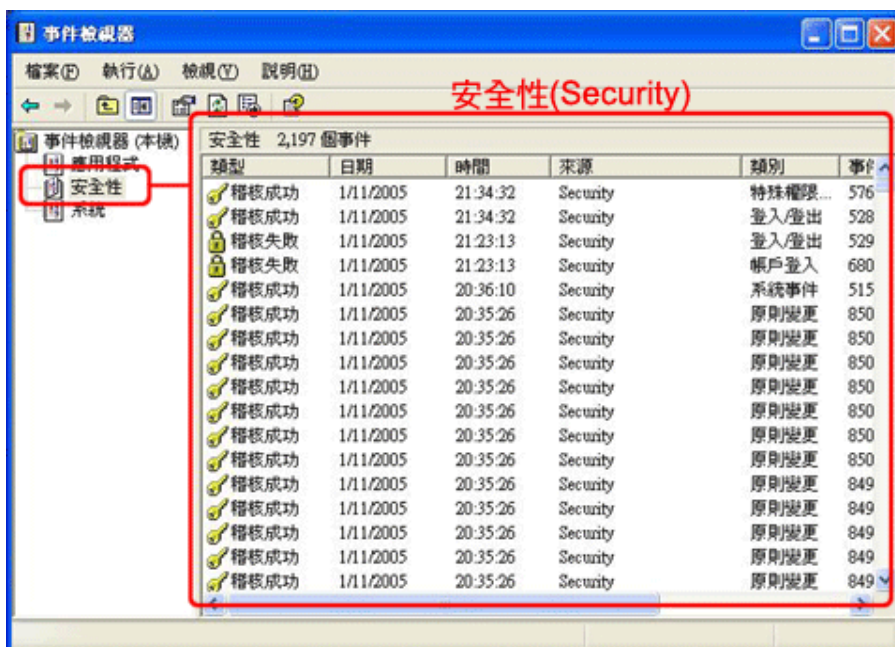 事件檢視器
檔案(F) 執行(A) 檢視(V) 說明(H)
安全性(Security)
事件檢視器 (本機)
應用程式
安全性
系統
安全性 2,197 個事件
類型 日期 時間 來源 類別 事件
稽核成功 1/11/2005 21:34:32 Security 特殊權限... 576
稽核成功 1/11/2005 21:34:32 Security 登入/登出 528
稽核失敗 1/11/2005 21:23:13 Security 登入/登出 529
稽核失敗 1/11/2005 21:23:13 Security 帳戶登入 680
稽核成功 1/11/2005 20:36:10 Security 系統事件 515
稽核成功 1/11/2005 20:35:26 Security 原則變更 850
稽核成功 1/11/2005 20:35:26 Security 原則變更 850
稽核成功 1/11/2005 20:35:26 Security 原則變更 850
稽核成功 1/11/2005 20:35:26 Security 原則變更 850
稽核成功 1/11/2005 20:35:26 Security 原則變更 850
稽核成功 1/11/2005 20:35:26 Security 原則變更 850
稽核成功 1/11/2005 20:35:26 Security 原則變更 850
稽核成功 1/11/2005 20:35:26 Security 原則變更 849
稽核成功 1/11/2005 20:35:26 Security 原則變更 849
稽核成功 1/11/2005 20:35:26 Security 原則變更 849
稽核成功 1/11/2005 20:35:26 Security 原則變更 849
稽核成功 1/11/2005 20:35:26 Security 原則變更 849